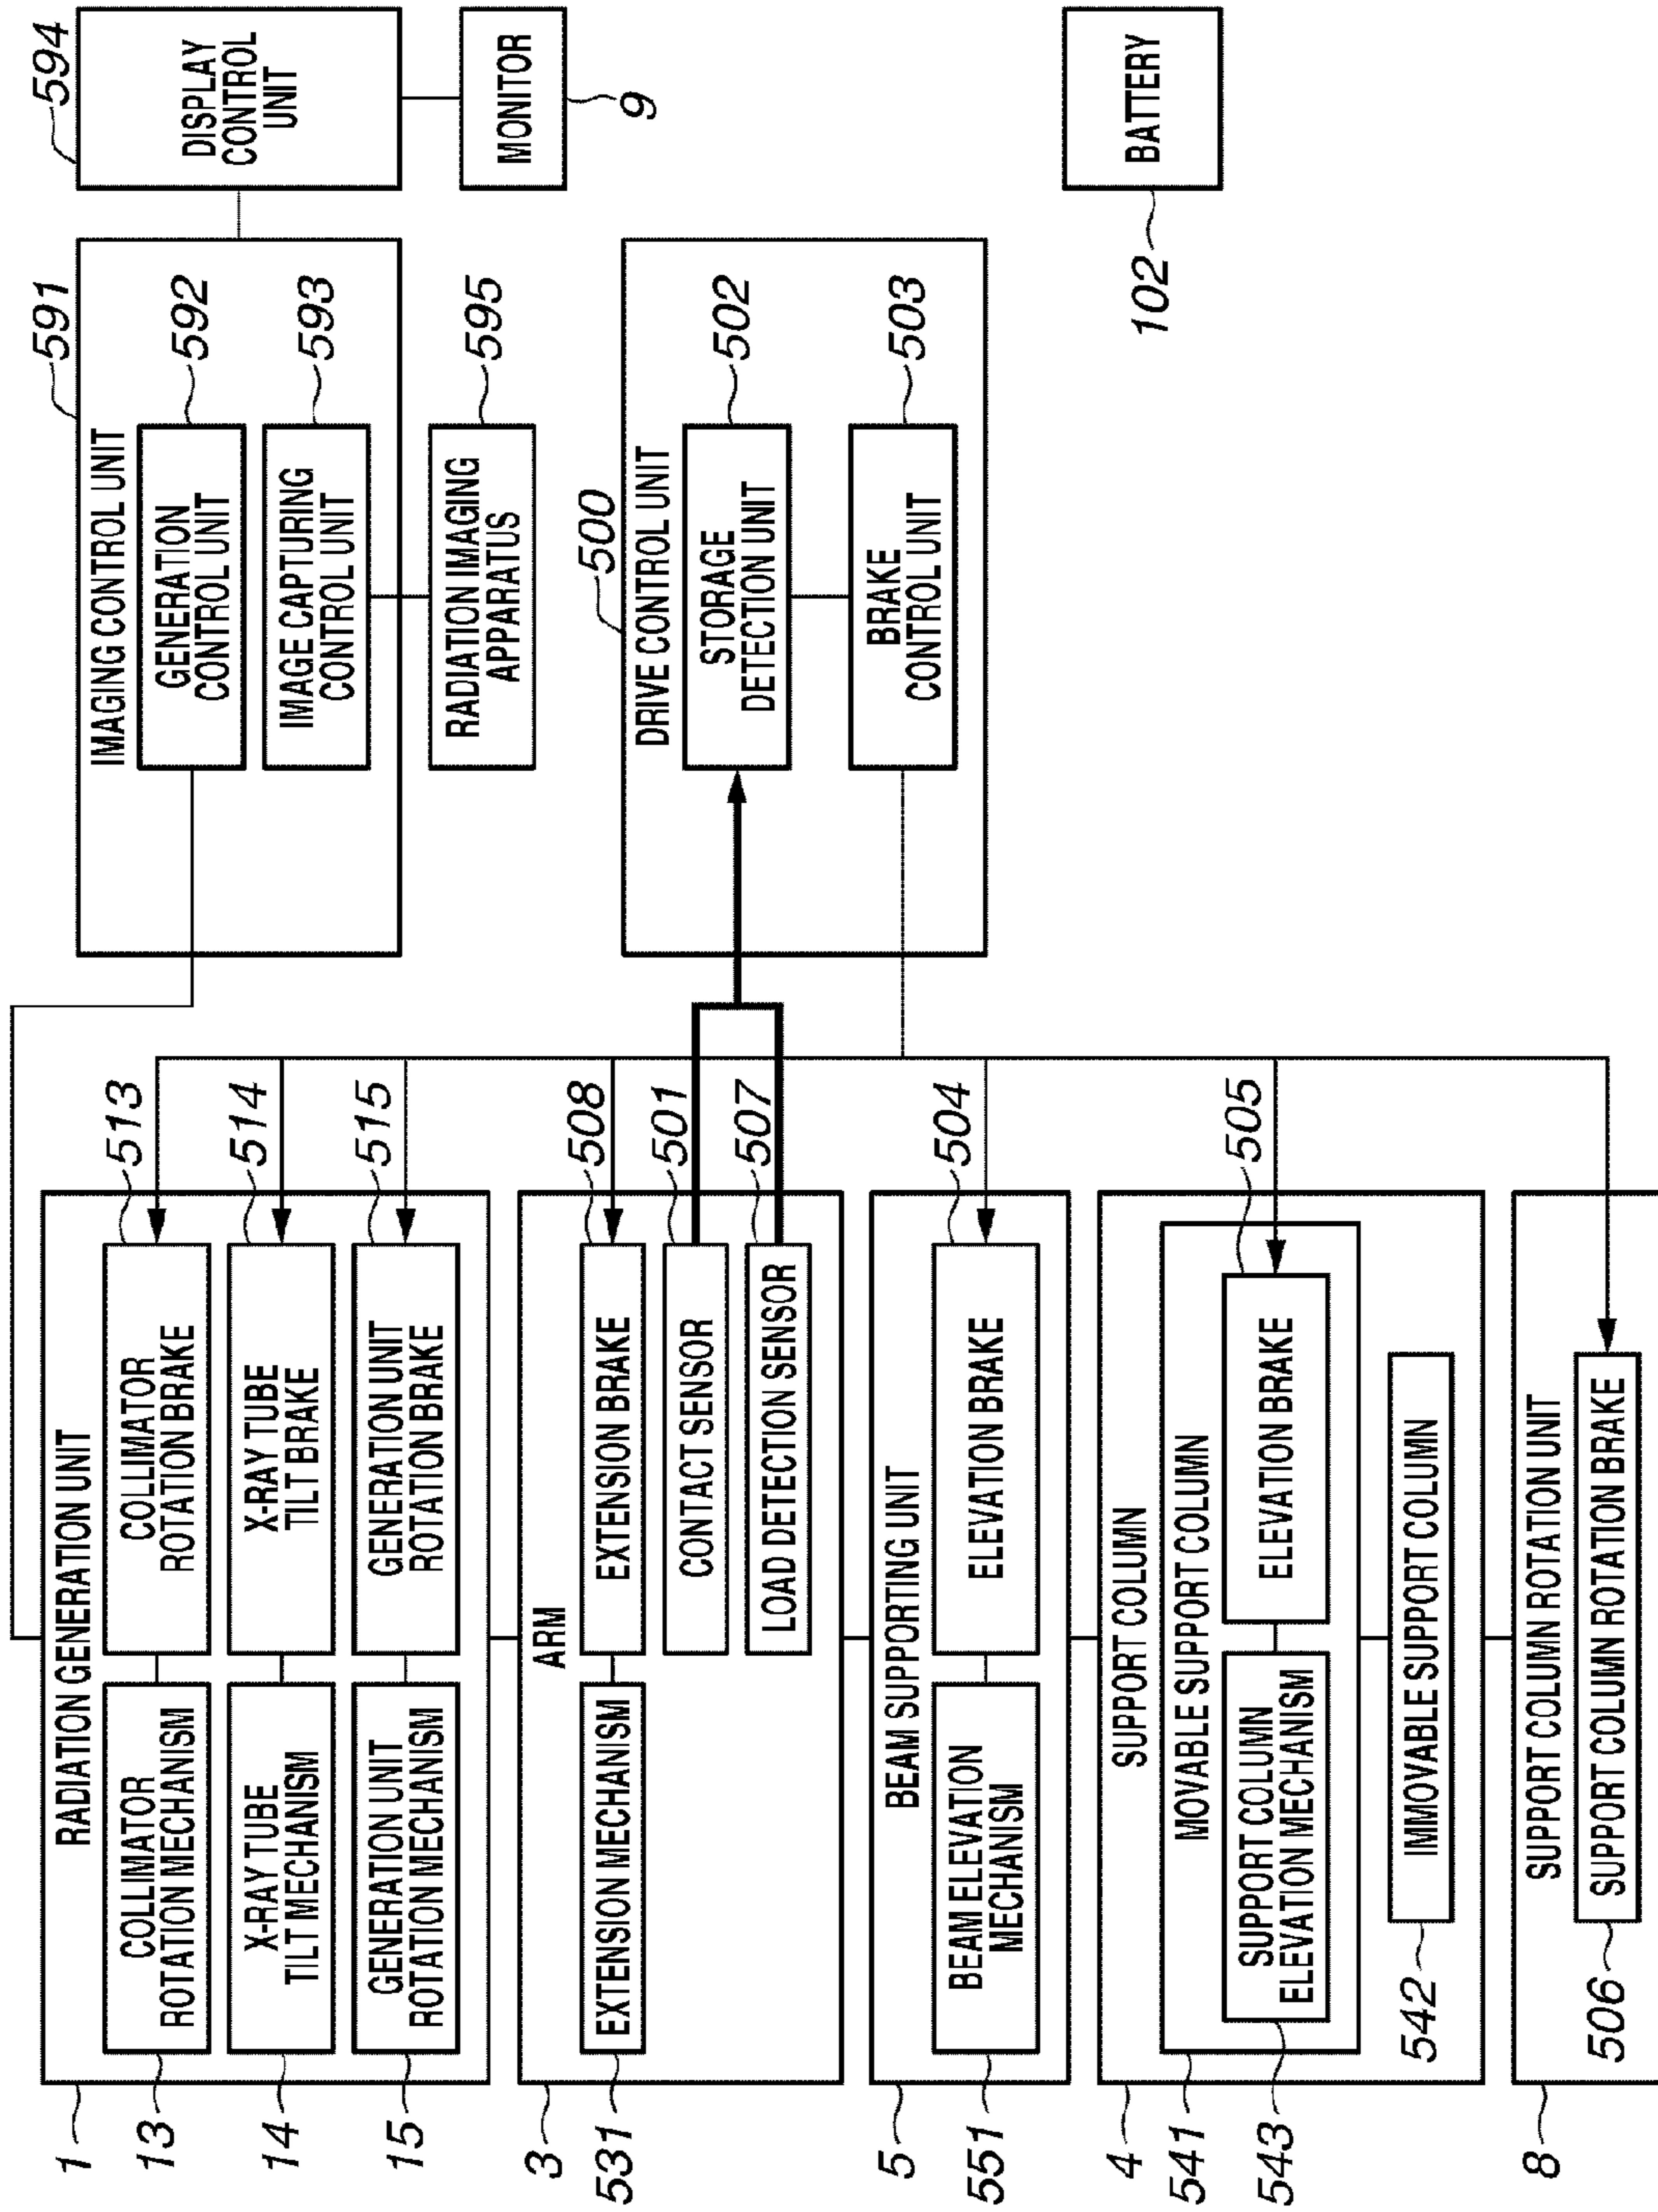 1
RADIATION GENERATION UNIT
13
COLLIMATOR
ROTATION MECHANISM
COLLIMATOR
ROTATION BRAKE
513
14
X-RAY TUBE
TILT MECHANISM
X-RAY TUBE
TILT BRAKE
514
15
GENERATION UNIT
ROTATION MECHANISM
GENERATION UNIT
ROTATION BRAKE
515
3
ARM
531
EXTENSION MECHANISM
EXTENSION BRAKE
508
CONTACT SENSOR
501
LOAD DETECTION SENSOR
507
5
BEAM SUPPORTING UNIT
551
BEAM ELEVATION
MECHANISM
ELEVATION BRAKE
504
4
SUPPORT COLUMN
541
MOVABLE SUPPORT COLUMN
543
SUPPORT COLUMN
ELEVATION MECHANISM
ELEVATION BRAKE
505
542
IMMOVABLE SUPPORT COLUMN
8
SUPPORT COLUMN ROTATION UNIT
506
SUPPORT COLUMN ROTATION BRAKE
591
IMAGING CONTROL UNIT
GENERATION
CONTROL UNIT
592
IMAGE CAPTURING
CONTROL UNIT
593
RADIATION IMAGING
APPARATUS
595
500
DRIVE CONTROL UNIT
STORAGE
DETECTION UNIT
502
BRAKE
CONTROL UNIT
503
594
DISPLAY
CONTROL
UNIT
MONITOR
9
BATTERY
102